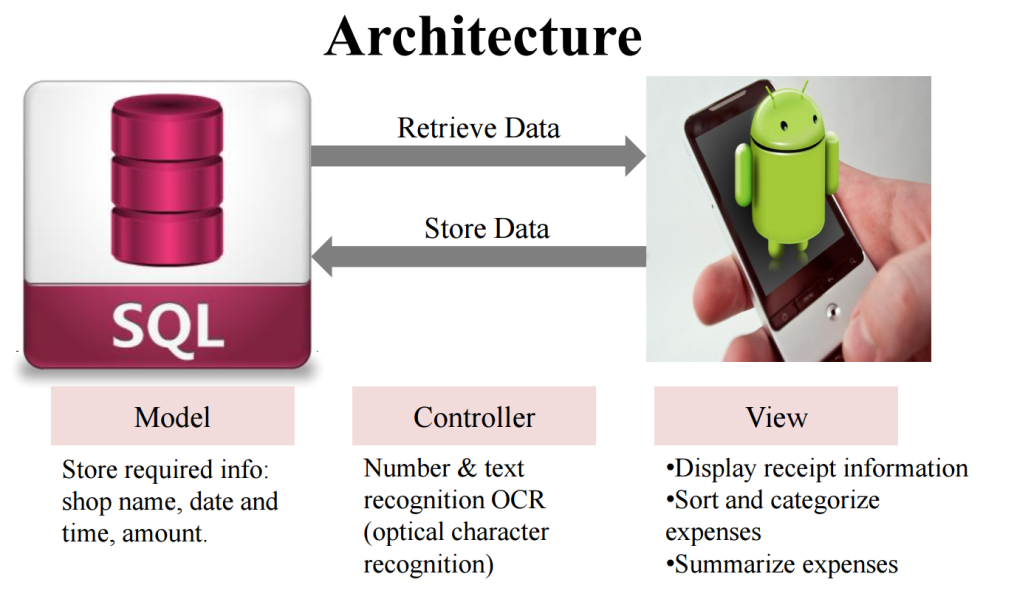 Architecture
Retrieve Data
Store Data
SQL
Model
Store required info:
shop name, date and
time, amount.
Controller
Number & text
recognition OCR
(optical character
recognition)
View
•Display receipt information
•Sort and categorize
expenses
•Summarize expenses